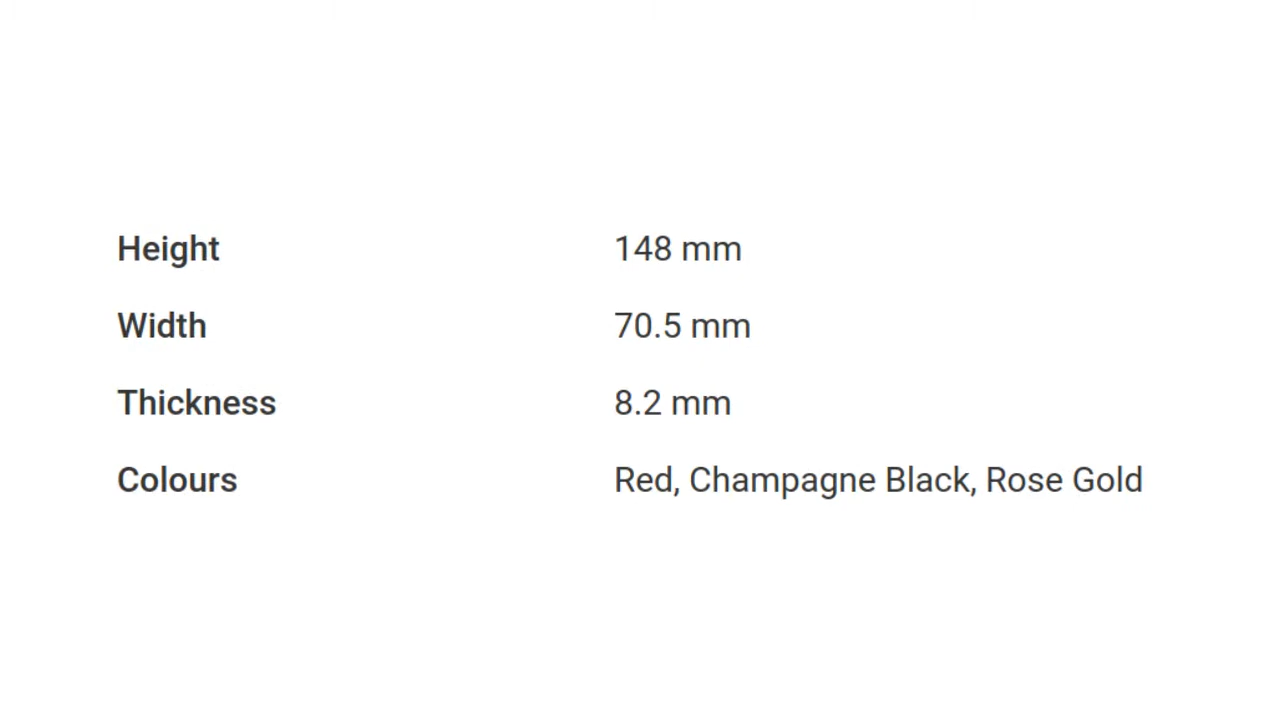 Height 148 mm
Width 70.5 mm
Thickness 8.2 mm
Colours Red, Champagne Black, Rose Gold